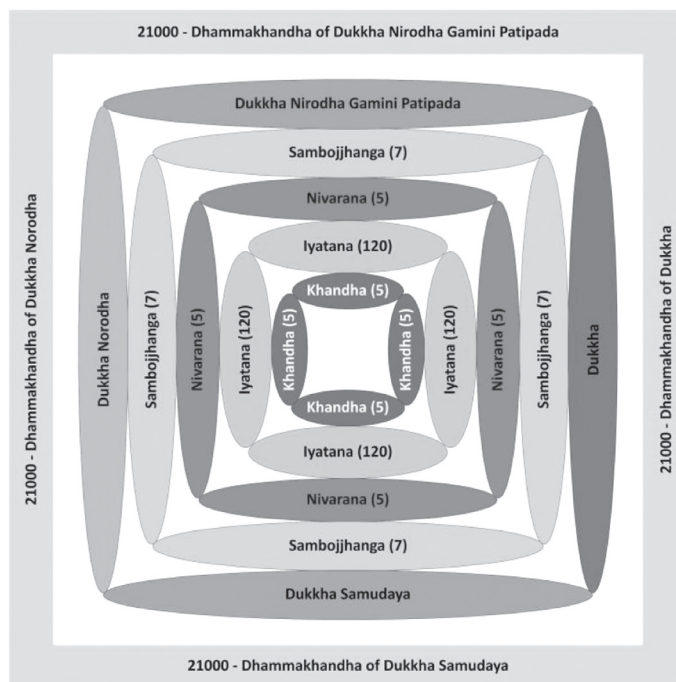 21000 - Dhammakhandha of Dukkha Nirodha Gamini Patipada
Dukkha Nirodha Gamini Patipada
Sambojjhanga (7)
Nivarana (5)
Iyatana (120)
Khandha (5)
21000 - Dhammakhandha of Dukkha Norodha
Dukkha Norodha
Sambojjhanga (7)
Nivarana (5)
Iyatana (120)
Khandha (5)
Khandha (5)
Iyatana (120)
Nivarana (5)
Sambojjhanga (7)
Dukkha
21000 - Dhammakhandha of Dukkha
Khandha (5)
Iyatana (120)
Nivarana (5)
Sambojjhanga (7)
Dukkha Samudaya
21000 - Dhammakhandha of Dukkha Samudaya